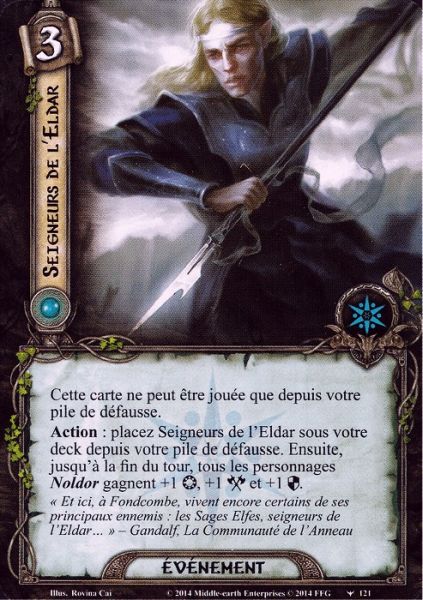 3
SEIGNEURS DE L'ELDAR
Cette carte ne peut être jouée que depuis votre
pile de défausse.
Action : placez Seigneurs de l'Eldar sous votre
deck depuis votre pile de défausse. Ensuite,
jusqu'à la fin du tour, tous les personnages
Noldor gagnent +1 , +1 et +1 .
« Et ici, à Fondcombe, vivent encore certains de ses
principaux ennemis : les Sages Elfes, seigneurs de
l'Eldar… » – Gandalf, La Communauté de l'Anneau
ÉVÉNEMENT
Illus. Rovina Cai © 2014 Middle-earth Enterprises © 2014 FFG 121